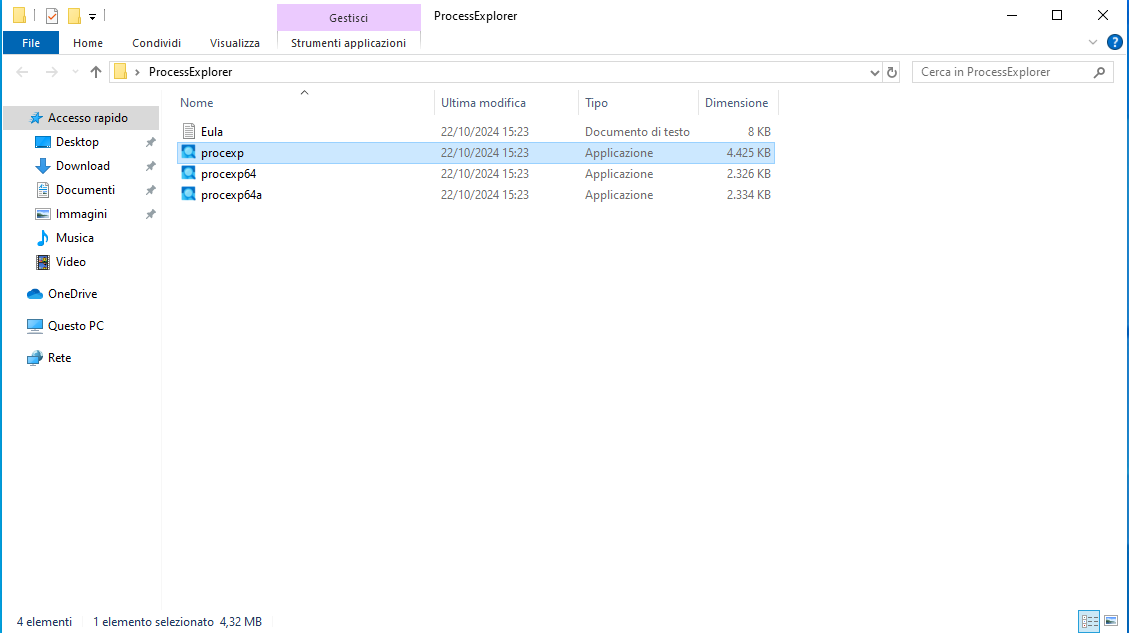 Gestisci
ProcessExplorer
File Home Condividi Visualizza Strumenti applicazioni
?
ProcessExplorer
Cerca in ProcessExplorer
Nome Ultima modifica Tipo Dimensione
Eula 22/10/2024 15:23 Documento di testo 8 KB
procexp 22/10/2024 15:23 Applicazione 4.425 KB
procexp64 22/10/2024 15:23 Applicazione 2.326 KB
procexp64a 22/10/2024 15:23 Applicazione 2.334 KB
Accesso rapido
Desktop
Download
Documenti
Immagini
Musica
Video
OneDrive
Questo PC
Rete
4 elementi 1 elemento selezionato 4,32 MB